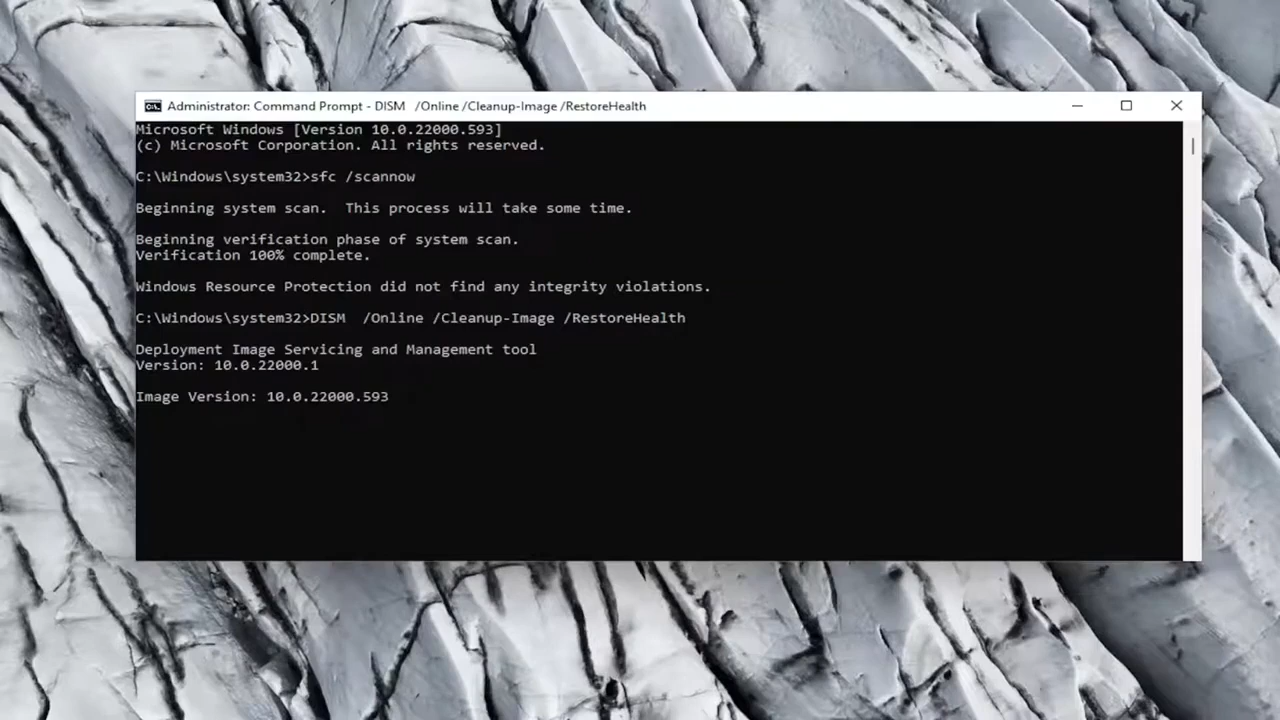 Administrator: Command Prompt - DISM  /Online /Cleanup-Image /RestoreHealth
Microsoft Windows [Version 10.0.22000.593]
(c) Microsoft Corporation. All rights reserved.
C:\Windows\system32>sfc /scannow
Beginning system scan.  This process will take some time.
Beginning verification phase of system scan.
Verification 100% complete.
Windows Resource Protection did not find any integrity violations.
C:\Windows\system32>DISM  /Online /Cleanup-Image /RestoreHealth
Deployment Image Servicing and Management tool
Version: 10.0.22000.1
Image Version: 10.0.22000.593